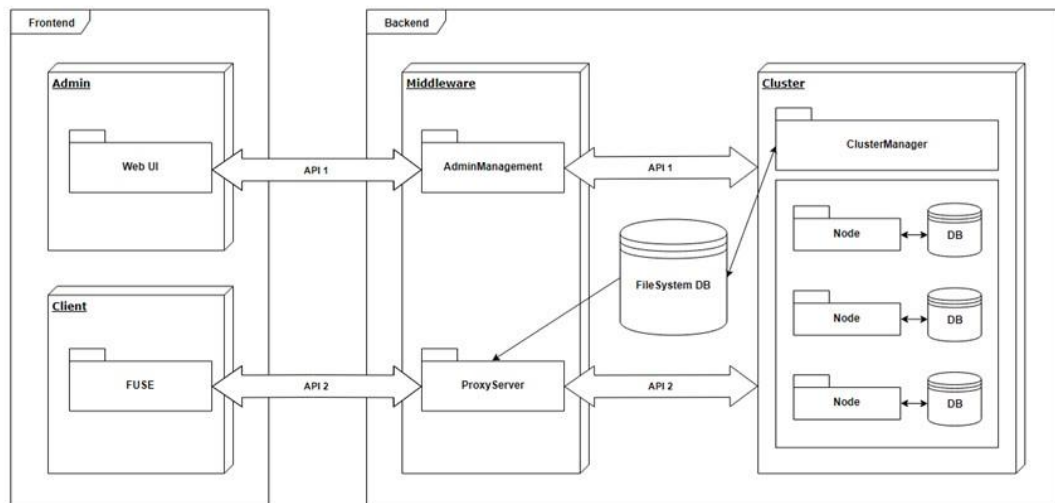 Frontend
Backend
Admin
Middleware
Cluster
Web UI
API 1
AdminManagement
API 1
ClusterManager
Node
DB
FileSystem DB
Node
DB
Client
FUSE
API 2
ProxyServer
API 2
Node
DB